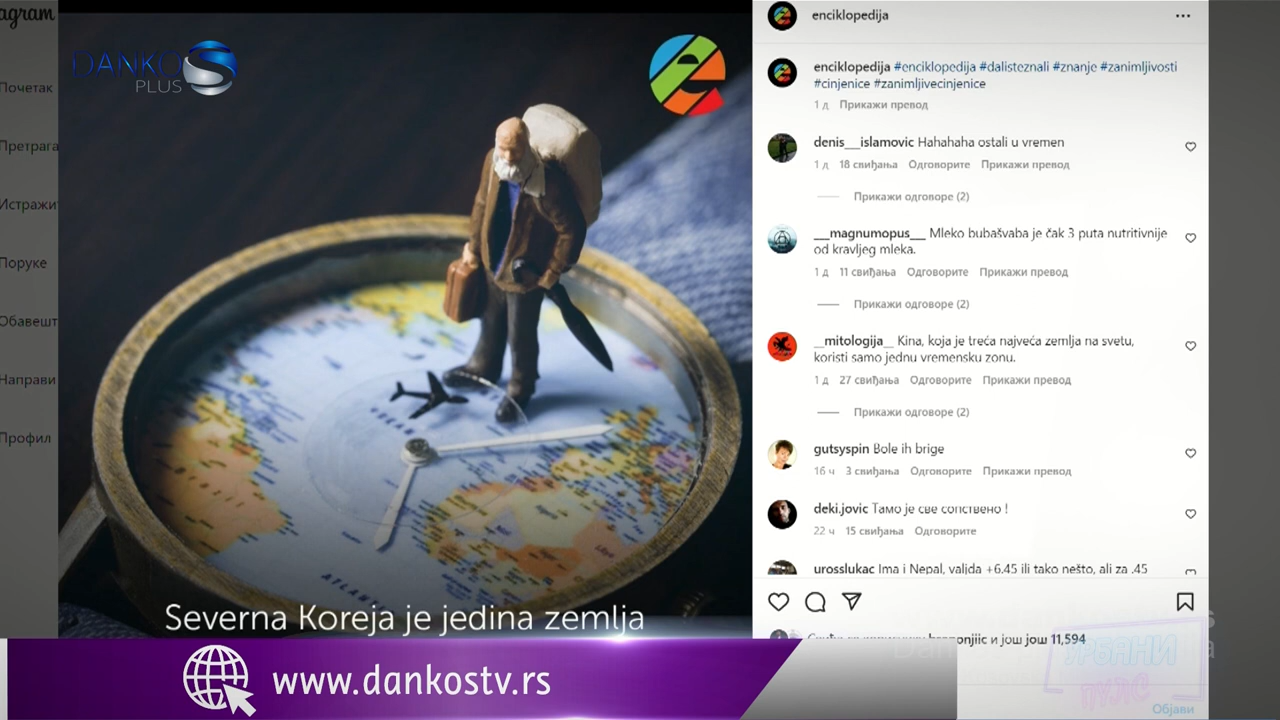 agram
DANKO S
PLUS
Почетак
Претрага
Истражи
Поруке
Обавешт
Направи
Профил
OCEAN
Severna Koreja je jedina zemlja
enciklopedija
enciklopedija #enciklopedija #dalisteznali #znanje #zanimljivosti
#cinjenice #zanimljivecinjenice
1 д Прикажи превод
denis__islamovic Hahahaha ostali u vremen
1 д 18 свиђања Одговорите Прикажи превод
Прикажи одговоре (2)
__magnumopus__ Mleko bubašvaba je čak 3 puta nutritivnije
od kravljeg mleka.
1 д 11 свиђања Одговорите Прикажи превод
Прикажи одговоре (2)
__mitologija__ Kina, koja je treća najveća zemlja na svetu,
koristi samo jednu vremensku zonu.
1 д 27 свиђања Одговорите Прикажи превод
Прикажи одговоре (2)
gutsyspin Bole ih brige
16 ч 3 свиђања Одговорите Прикажи превод
deki.jovic Тамо је све сопствено !
22 ч 15 свиђања Одговорите
urosslukac Ima i Nepal, valjda +6.45 ili tako nešto, ali za .45
и још још 11,594
УРБАНИ
ПУЛС
Објави
www.dankostv.rs